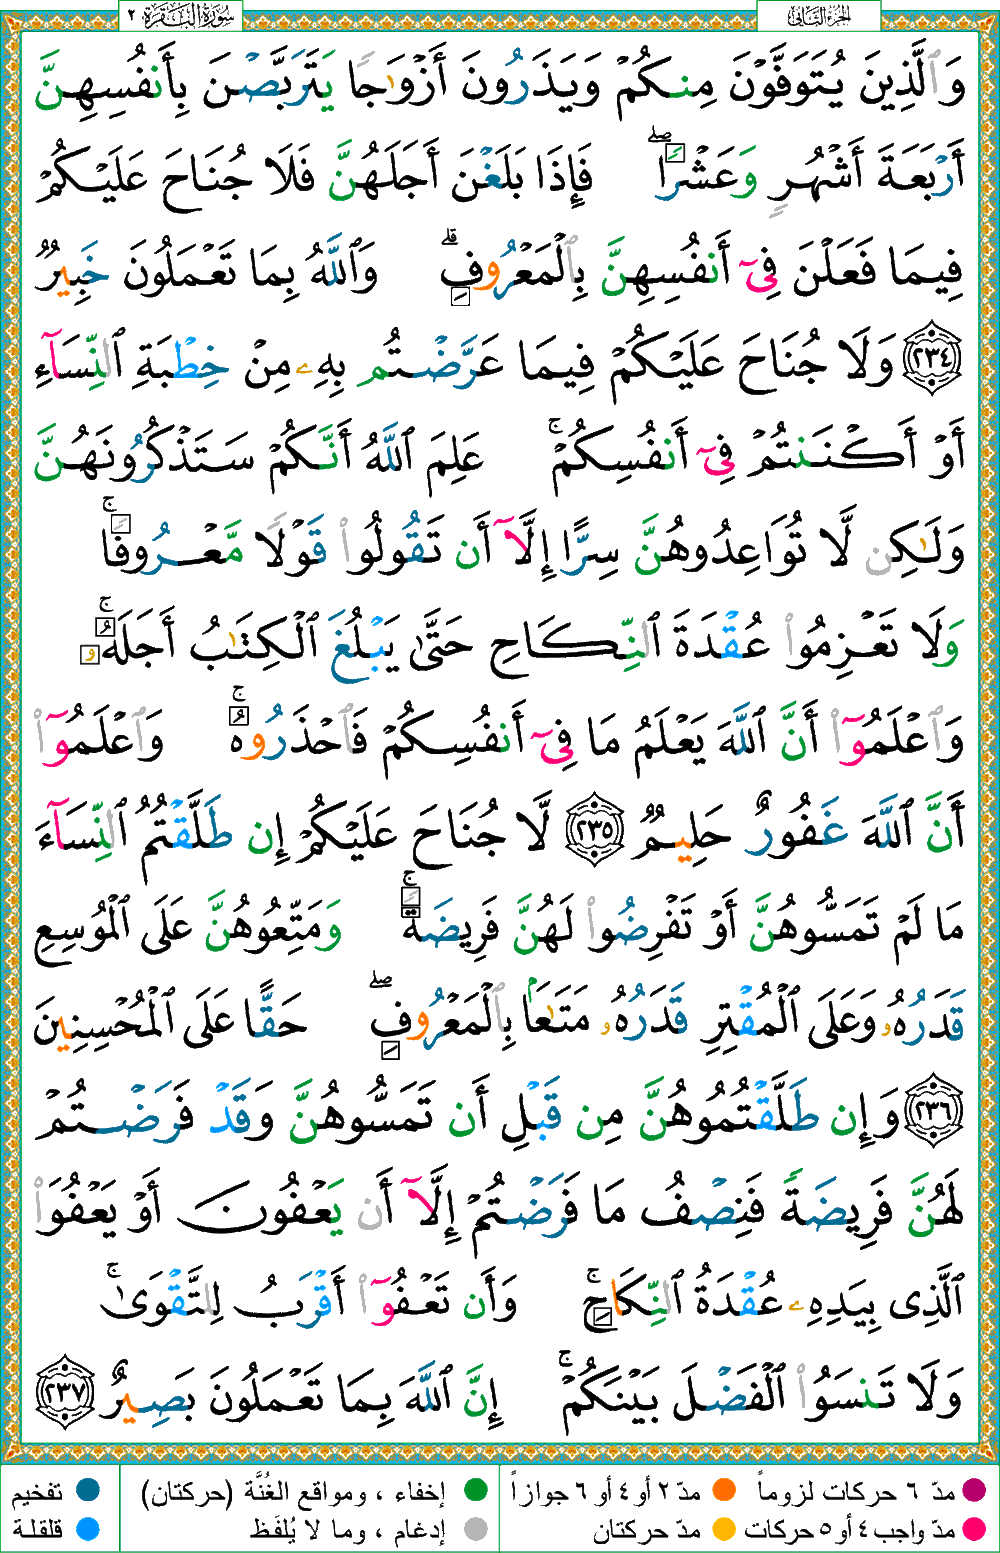 الجزء الثاني
سورة البقرة ٢
وَٱلَّذِينَ يُتَوَفَّوْنَ مِنكُمْ وَيَذَرُونَ أَزْوَٰجًا يَتَرَبَّصْنَ بِأَنفُسِهِنَّ
أَرْبَعَةَ أَشْهُرٍ وَعَشْرًا ۖ فَإِذَا بَلَغْنَ أَجَلَهُنَّ فَلَا جُنَاحَ عَلَيْكُمْ
فِيمَا فَعَلْنَ فِىٓ أَنفُسِهِنَّ بِٱلْمَعْرُوفِ ۗ وَٱللَّهُ بِمَا تَعْمَلُونَ خَبِيرٌ
٢٣٤ وَلَا جُنَاحَ عَلَيْكُمْ فِيمَا عَرَّضْتُم بِهِۦ مِنْ خِطْبَةِ ٱلنِّسَآءِ
أَوْ أَكْنَنتُمْ فِىٓ أَنفُسِكُمْ ۚ عَلِمَ ٱللَّهُ أَنَّكُمْ سَتَذْكُرُونَهُنَّ
وَلَٰكِن لَّا تُوَاعِدُوهُنَّ سِرًّا إِلَّآ أَن تَقُولُوا۟ قَوْلًا مَّعْرُوفًا ۚ
وَلَا تَعْزِمُوا۟ عُقْدَةَ ٱلنِّكَاحِ حَتَّىٰ يَبْلُغَ ٱلْكِتَٰبُ أَجَلَهُۥ ۚ
وَٱعْلَمُوٓا۟ أَنَّ ٱللَّهَ يَعْلَمُ مَا فِىٓ أَنفُسِكُمْ فَٱحْذَرُوهُ ۚ وَٱعْلَمُوٓا۟
أَنَّ ٱللَّهَ غَفُورٌ حَلِيمٌ ٢٣٥ لَّا جُنَاحَ عَلَيْكُمْ إِن طَلَّقْتُمُ ٱلنِّسَآءَ
مَا لَمْ تَمَسُّوهُنَّ أَوْ تَفْرِضُوا۟ لَهُنَّ فَرِيضَةً ۚ وَمَتِّعُوهُنَّ عَلَى ٱلْمُوسِعِ
قَدَرُهُۥ وَعَلَى ٱلْمُقْتِرِ قَدَرُهُۥ مَتَٰعًۢا بِٱلْمَعْرُوفِ ۖ حَقًّا عَلَى ٱلْمُحْسِنِينَ
٢٣٦ وَإِن طَلَّقْتُمُوهُنَّ مِن قَبْلِ أَن تَمَسُّوهُنَّ وَقَدْ فَرَضْتُمْ
لَهُنَّ فَرِيضَةً فَنِصْفُ مَا فَرَضْتُمْ إِلَّآ أَن يَعْفُونَ أَوْ يَعْفُوَا۟
ٱلَّذِى بِيَدِهِۦ عُقْدَةُ ٱلنِّكَاحِ ۚ وَأَن تَعْفُوٓا۟ أَقْرَبُ لِلتَّقْوَىٰ ۚ
وَلَا تَنسَوُا۟ ٱلْفَضْلَ بَيْنَكُمْ ۚ إِنَّ ٱللَّهَ بِمَا تَعْمَلُونَ بَصِيرٌ ٢٣٧
مدّ ٦ حركات لزوماً مدّ ٢ أو ٤ أو ٦ جوازاً إخفاء ، ومواقع الغُنَّة (حركتان) تفخيم
مدّ واجب ٤ أو ٥ حركات مدّ حركتان إدغام ، وما لا يُلفَظ قلقلة